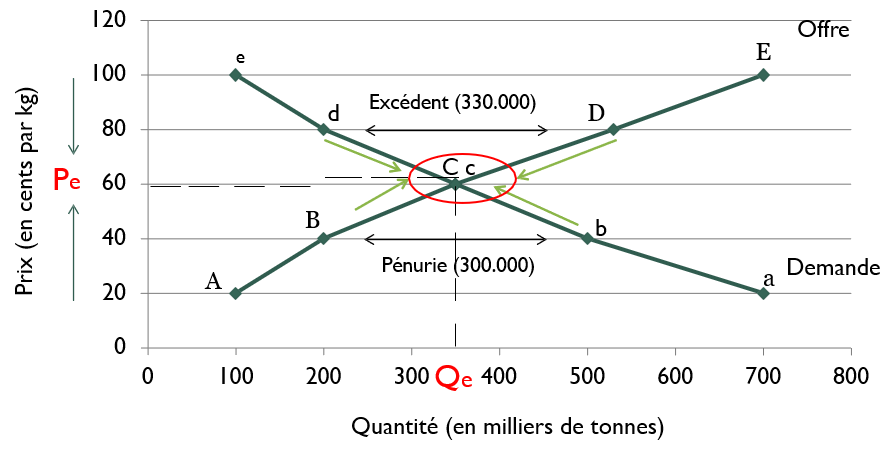 120
Offre
E
e
100
Excédent (330.000)
D
d
80
C c
Pe
60
B
b
40
Pénurie (300.000)
Demande
A
a
20
0
0 100 200 300 400 500 600 700 800
Qe
Prix (en cents par kg)
Quantité (en milliers de tonnes)